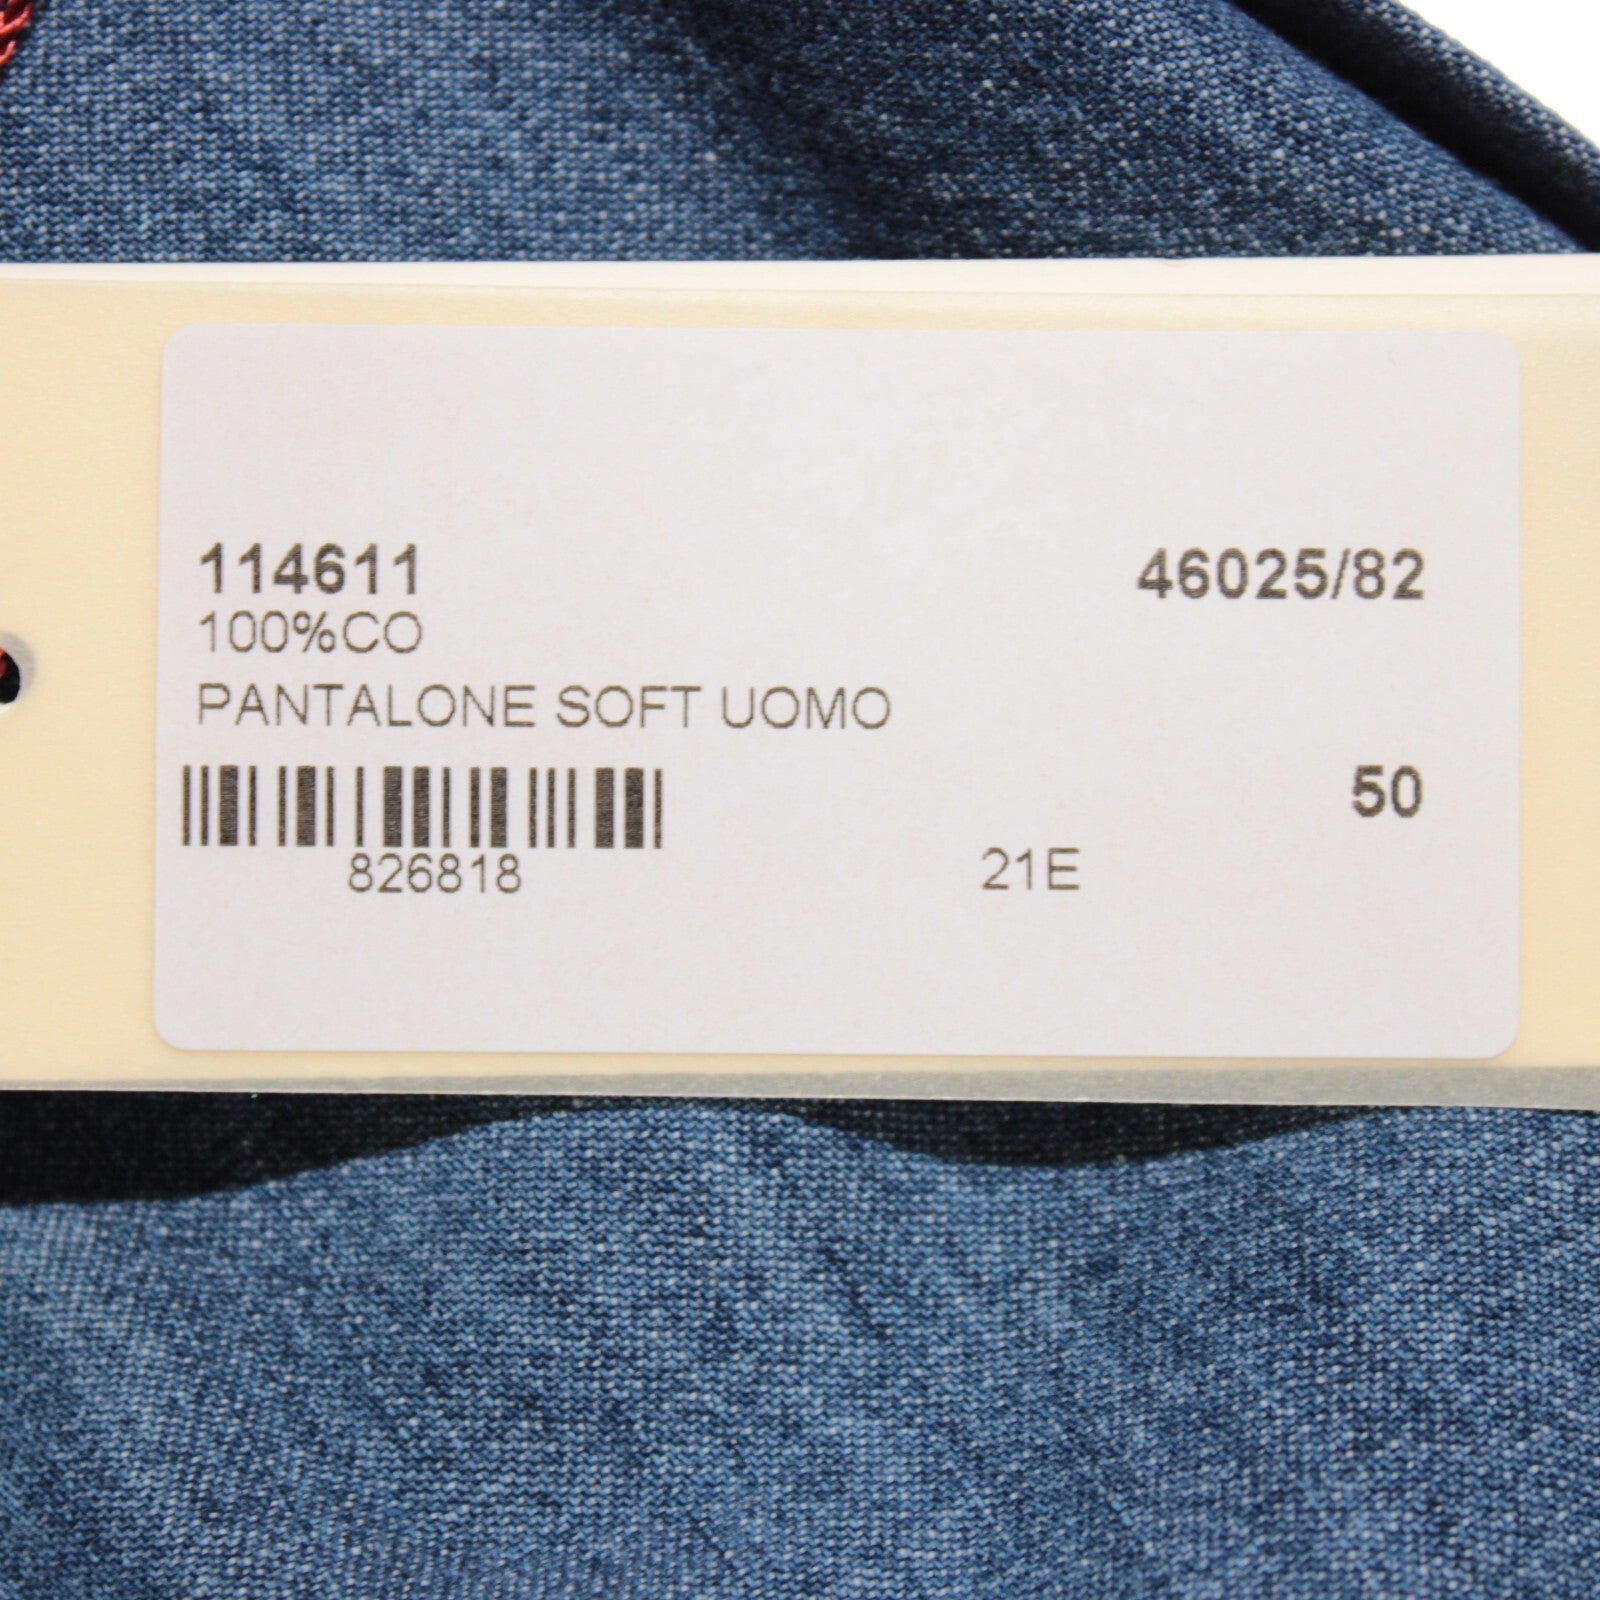 114611 46025/82
100%CO
PANTALONE SOFT UOMO
50
826818 21E